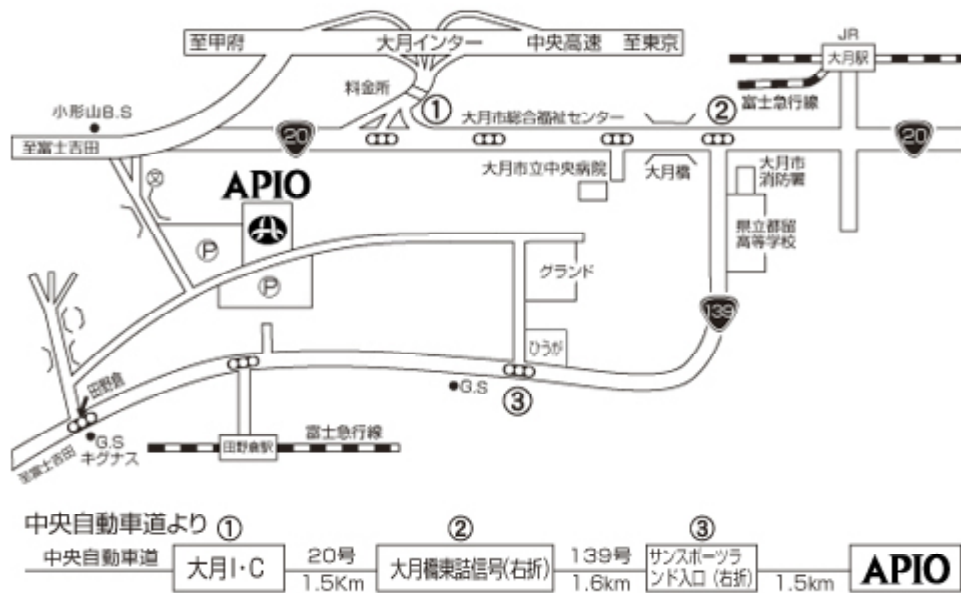 至甲府
大月インター
中央高速
至東京
JR
大月駅
料金所
富士急行線
小形山B.S
①
大月市総合福祉センター
②
至富士吉田
20
20
大月市立中央病院
大月橋
大月市
消防署
文
APIO
P
県立都留
高等学校
P
グランド
139
ひうが
田野倉
G.S
③
G.S
キグナス
至富士吉田
田野倉駅
富士急行線
中央自動車道より
①
②
③
中央自動車道
大月I・C
20号
1.5Km
大月橋東詰信号(右折)
139号
1.6km
サンスポーツラ
ンド入口(右折)
1.5km
APIO